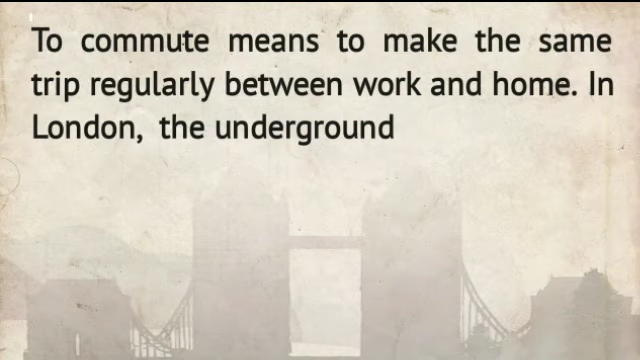 To commute means to make the same
trip regularly between work and home. In
London, the underground